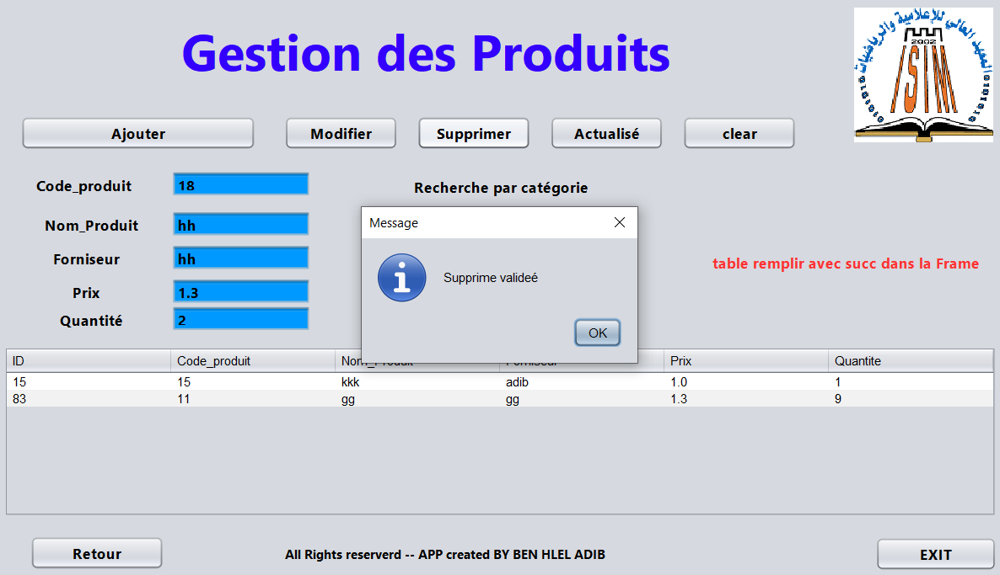 المعهد العالي للإعلامية والرياضيات
2002
ISIM
010101010
010101010
Gestion des Produits
Ajouter Modifier Supprimer Actualisé clear
Code_produit 18 Recherche par catégorie
Nom_Produit hh
Forniseur hh
Prix 1.3
Quantité 2
table remplir avec succ dans la Frame
Message
Supprime valideé
OK
ID Code_produit Nom_Produit Forniseur Prix Quantite
15 15 kkk adib 1.0 1
83 11 gg gg 1.3 9
Retour All Rights reserverd -- APP created BY BEN HLEL ADIB EXIT